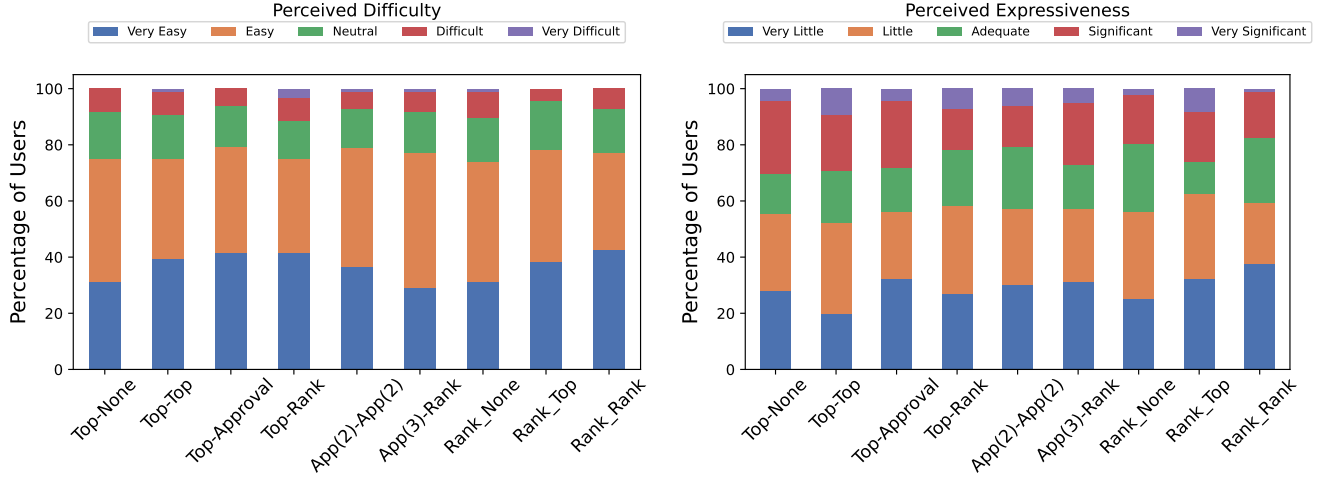 Perceived Difficulty
Very Easy Easy Neutral Difficult Very Difficult
Percentage of Users
100
80
60
40
20
0
Top-None Top-Top Top-Approval Top-Rank App(2)-App(2) App(3)-Rank Rank_None Rank_Top Rank_Rank
Perceived Expressiveness
Very Little Little Adequate Significant Very Significant
Percentage of Users
100
80
60
40
20
0
Top-None Top-Top Top-Approval Top-Rank App(2)-App(2) App(3)-Rank Rank_None Rank_Top Rank_Rank